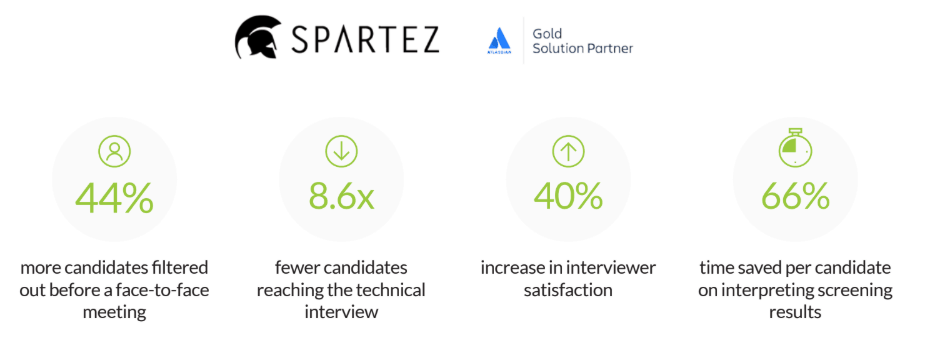 SPARTEZ
ATLASSIAN
Gold
Solution Partner
44%
more candidates filtered
out before a face-to-face
meeting
8.6x
fewer candidates
reaching the technical
interview
40%
increase in interviewer
satisfaction
66%
time saved per candidate
on interpreting screening
results